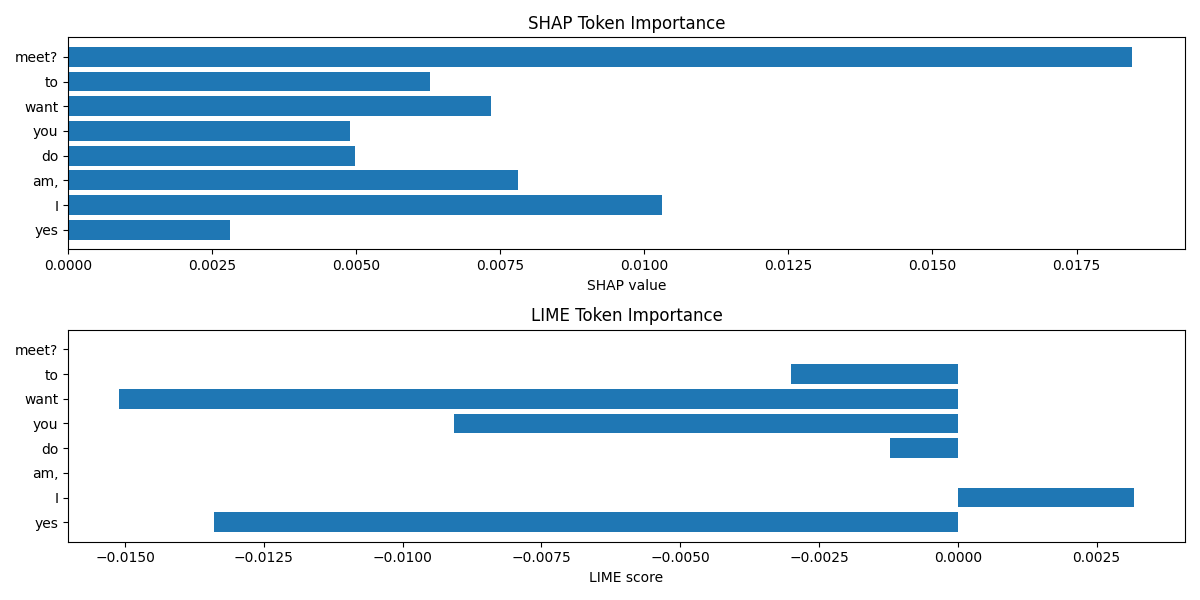 SHAP Token Importance
meet?
to
want
you
do
am,
I
yes
0.0000 0.0025 0.0050 0.0075 0.0100 0.0125 0.0150 0.0175
SHAP value
LIME Token Importance
meet?
to
want
you
do
am,
I
yes
−0.0150 −0.0125 −0.0100 −0.0075 −0.0050 −0.0025 0.0000 0.0025
LIME score